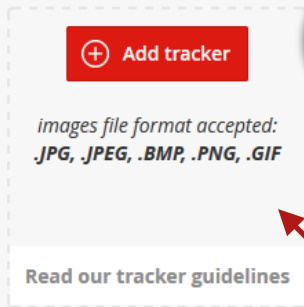 Add tracker
images file format accepted:
.JPG, .JPEG, .BMP, .PNG, .GIF
Read our tracker guidelines